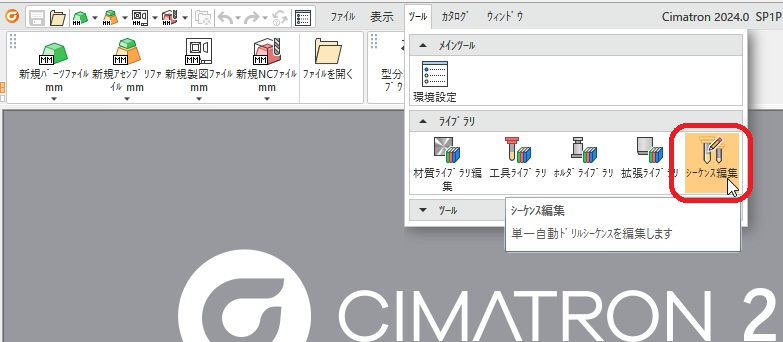 ﾌｧｲﾙ 表示 ﾂｰﾙ ｶﾀﾛｸﾞ ｳｨﾝﾄﾞｳ Cimatron 2024.0 SP1P
新規ﾊﾟｰﾂﾌｧｲﾙ
mm
新規ｱｾﾝﾌﾞﾘﾌｧ
ｲﾙ mm
新規製図ﾌｧｲﾙ
mm
新規NCﾌｧｲﾙ
mm
ﾌｧｲﾙを開く
型分
ﾒｲﾝﾂｰﾙ
環境設定
ﾗｲﾌﾞﾗﾘ
材質ﾗｲﾌﾞﾗﾘ編
集
工具ﾗｲﾌﾞﾗﾘ
ﾎﾙﾀﾞﾗｲﾌﾞﾗﾘ
拡張ﾗｲﾌﾞﾗﾘ
ｼｰｹﾝｽ編集
ﾂｰﾙ
ｼｰｹﾝｽ編集
単一自動ﾄﾞﾘﾙｼｰｹﾝｽを編集します
CIMATRON 2